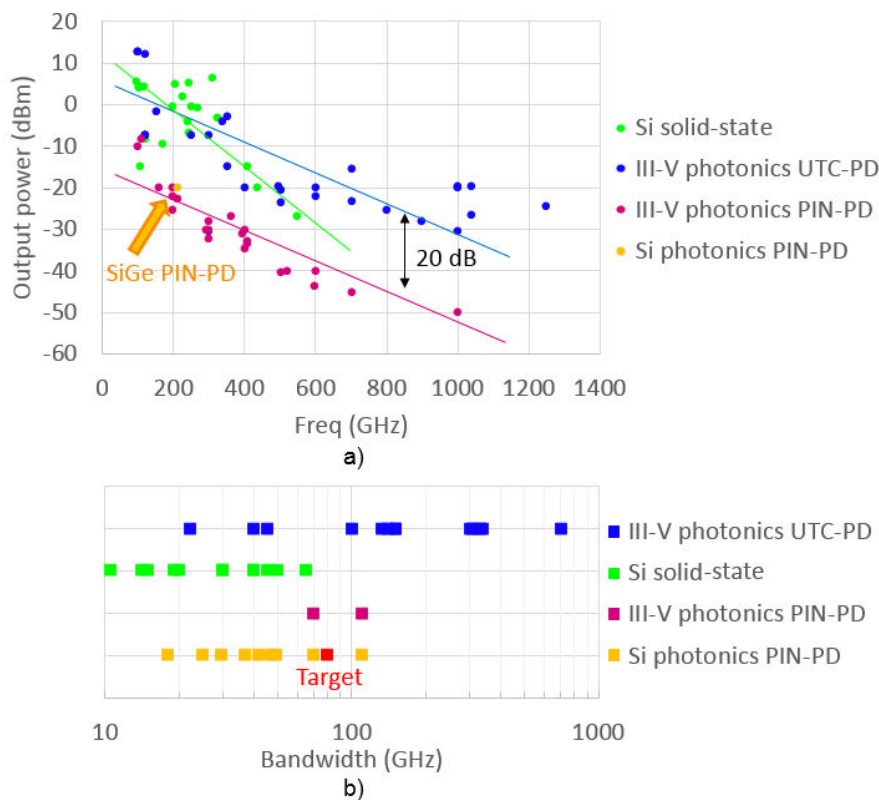 20
10
0
-10
-20
-30
-40
-50
-60
Output power (dBm)
SiGe PIN-PD
20 dB
0 200 400 600 800 1000 1200 1400
Freq (GHz)
Si solid-state
III-V photonics UTC-PD
III-V photonics PIN-PD
Si photonics PIN-PD
a)
III-V photonics UTC-PD
Si solid-state
III-V photonics PIN-PD
Si photonics PIN-PD
Target
10 100 1000
Bandwidth (GHz)
b)